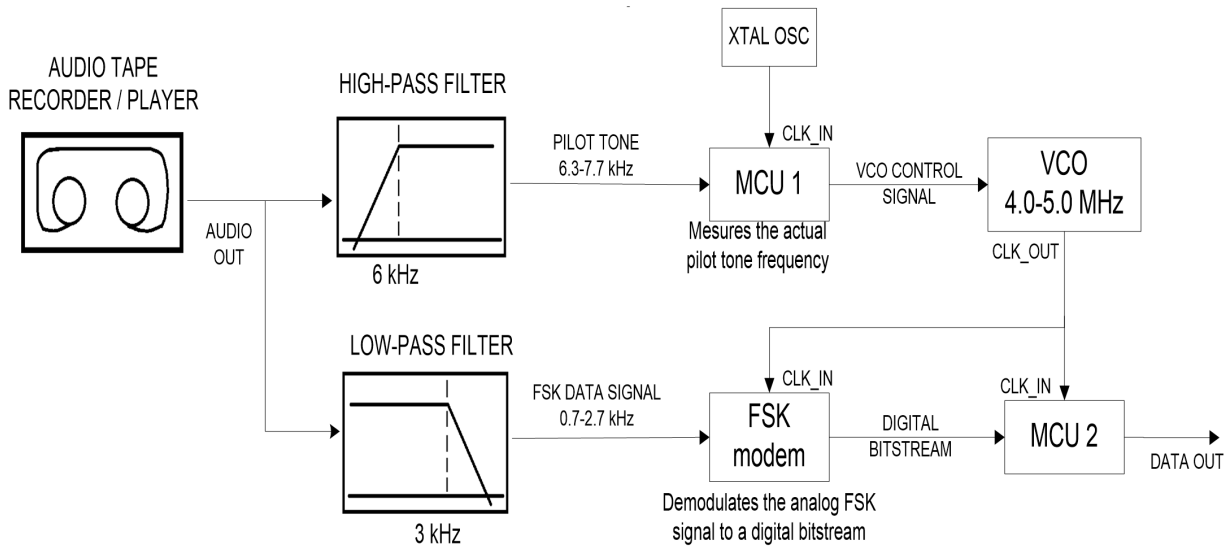 XTAL OSC
AUDIO TAPE
RECORDER / PLAYER
HIGH-PASS FILTER
PILOT TONE
6.3-7.7 kHz
CLK_IN
MCU 1
VCO CONTROL
SIGNAL
VCO
4.0-5.0 MHz
AUDIO
OUT
6 kHz
Mesures the actual
pilot tone frequency
CLK_OUT
LOW-PASS FILTER
FSK DATA SIGNAL
0.7-2.7 kHz
CLK_IN
FSK
modem
DIGITAL
BITSTREAM
CLK_IN
MCU 2
DATA OUT
3 kHz
Demodulates the analog FSK
signal to a digital bitstream